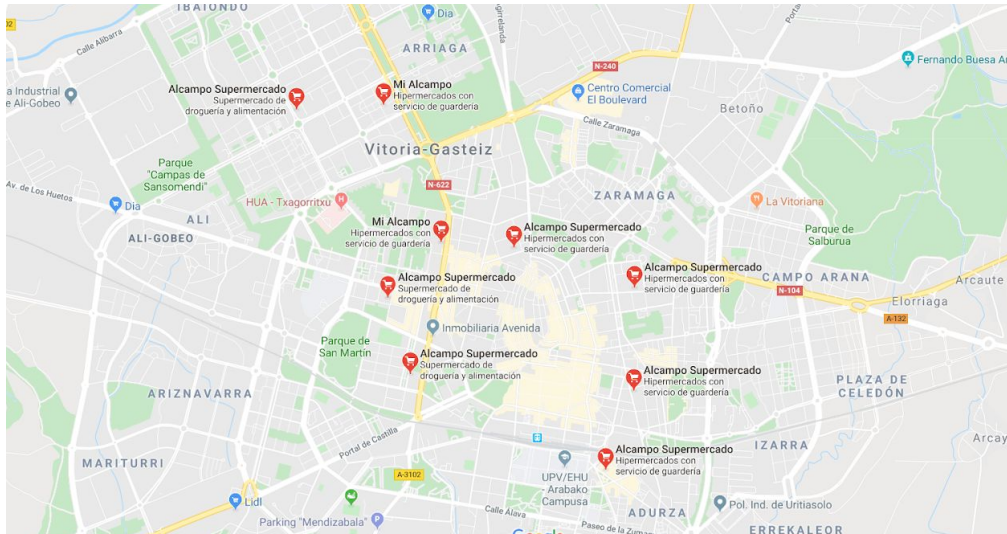 IBAIONDO
Dia
Portal
N-622
Calle Alibarra
ARRIAGA
N-240
Fernando Buesa Ar
Alcampo Supermercado
Supermercado de
droguería y alimentación
Mi Alcampo
Hipermercados con
servicio de guardería
Centro Comercial
El Boulevard
a Industrial
e Ali-Gobeo
Betoño
Calle Zaramaga
Vitoria-Gasteiz
Parque
"Campas de
Sansomendi"
N-622
Av. de Los Huetos
ZARAMAGA
HUA - Txagorritxu
La Vitoriana
Dia
ALI
ALI-GOBEO
Mi Alcampo
Hipermercados con
servicio de guardería
Alcampo Supermercado
Hipermercados con
servicio de guardería
Parque de
Salburua
Alcampo Supermercado
Supermercado de
droguería y alimentación
Alcampo Supermercado
Hipermercados con
servicio de guardería
CAMPO ARANA
Arcaute
N-104
Elorriaga
A-132
Inmobiliaria Avenida
Parque de
San Martín
Alcampo Supermercado
Supermercado de
droguería y alimentación
Alcampo Supermercado
Hipermercados con
servicio de guardería
PLAZA DE
CELEDÓN
ARIZNAVARRA
Portal de Castilla
IZARRA
Arcay
Alcampo Supermercado
Hipermercados con
servicio de guardería
MARITURRI
A-3102
UPV/EHU
- Arabako
Campusa
Lidl
Pol. Ind. de Uritiasolo
Calle Álava
ADURZA
Parking "Mendizabala"
Google
Paseo de la Zuma
ERREKALEOR